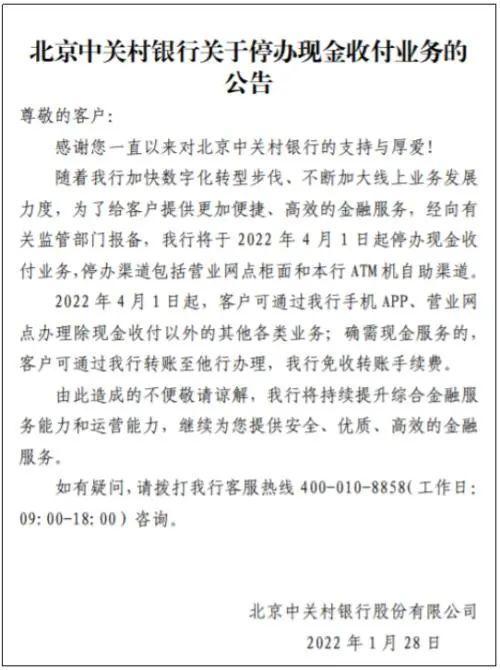 北京中关村银行关于停办现金收付业务的
公告
尊敬的客户：
感谢您一直以来对北京中关村银行的支持与厚爱！
随着我行加快数字化转型步伐、不断加大线上业务发展
力度，为了给客户提供更加便捷、高效的金融服务，经向有
关监管部门报备，我行将于 2022 年 4 月 1 日起停办现金收
付业务，停办渠道包括营业网点柜面和本行 ATM 机自助渠道。
2022 年 4 月 1 日起，客户可通过我行手机 APP、营业网
点办理除现金收付以外的其他各类业务；确需现金服务的，
客户可通过我行转账至他行办理，我行免收转账手续费。
由此造成的不便敬请谅解，我行将持续提升综合金融服
务能力和运营能力，继续为您提供安全、优质、高效的金融
服务。
如有疑问，请拨打我行客服热线 400-010-8858（工作日：
09：00-18：00）咨询。
北京中关村银行股份有限公司
2022 年 1 月 28 日